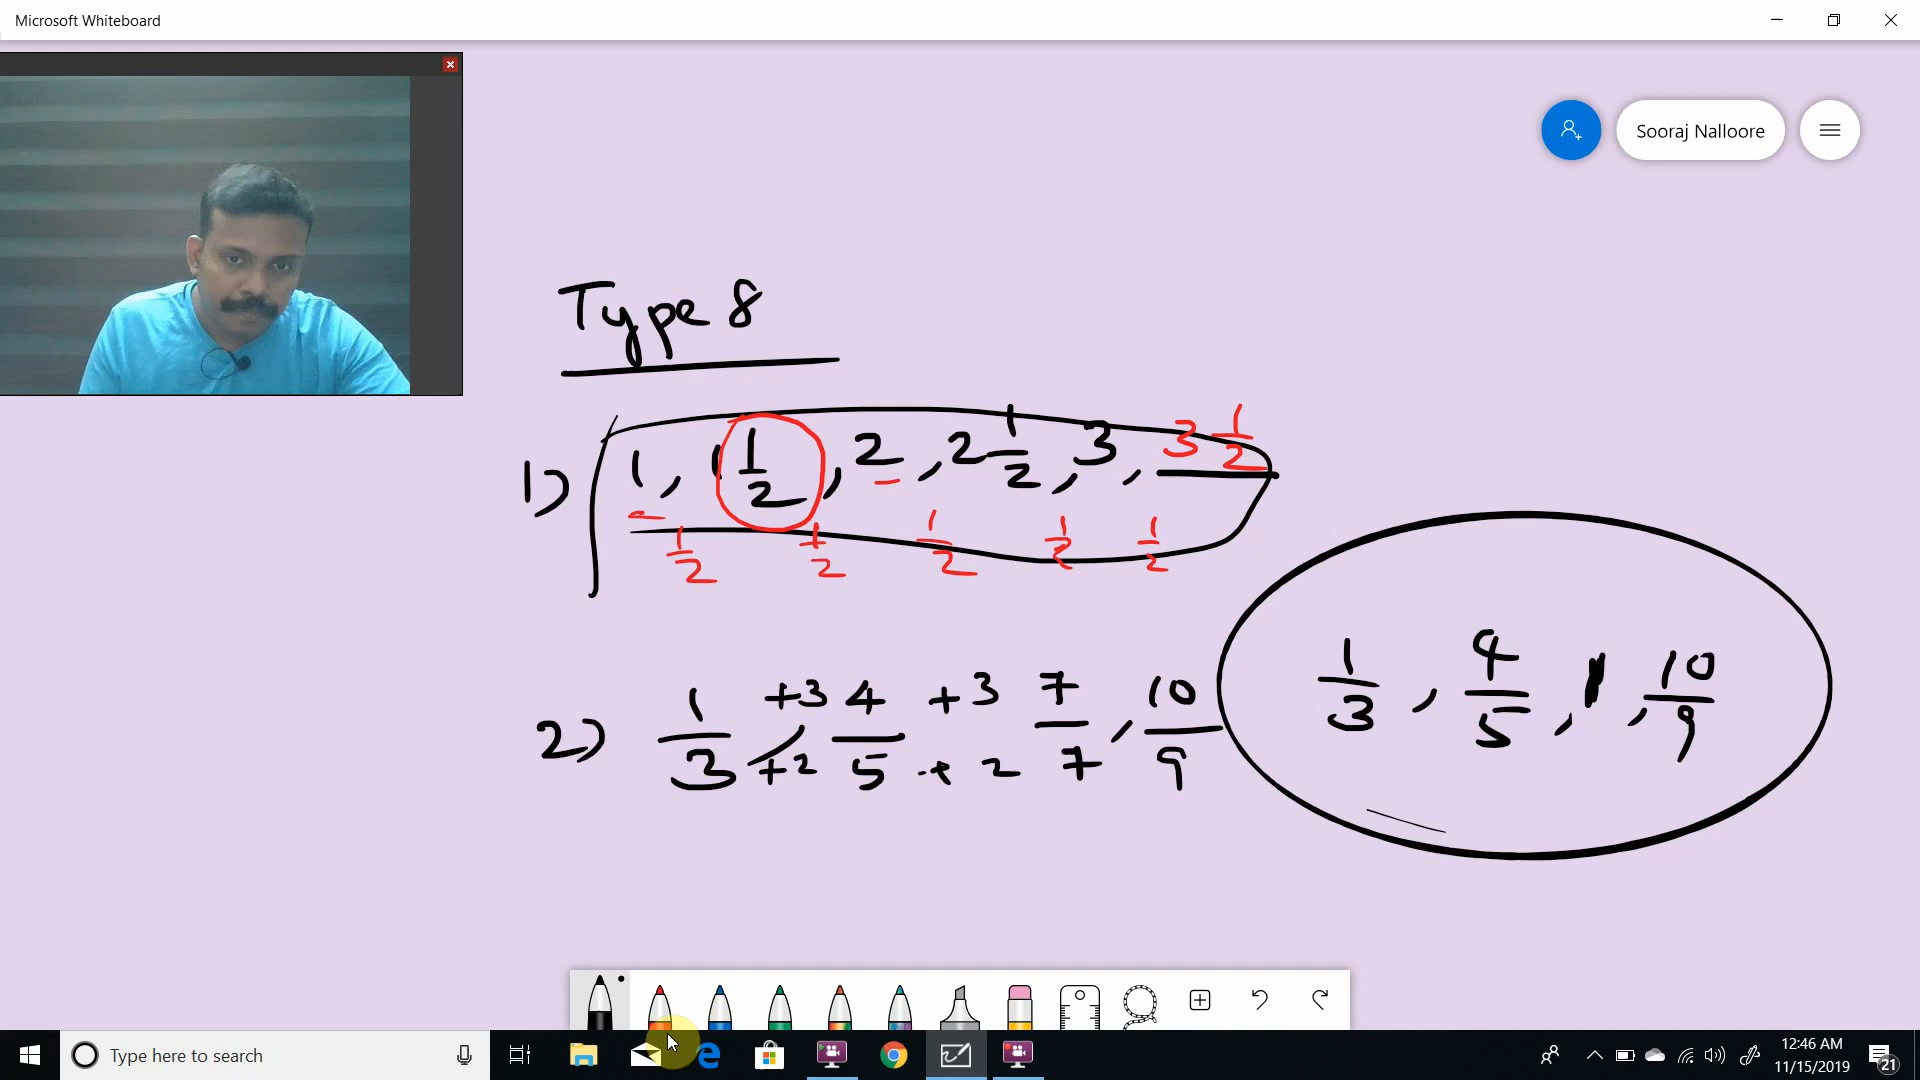 Microsoft Whiteboard
Sooraj Nalloore
Type 8
1) 1, 1 1/2, 2, 2 1/2, 3, 3 1/2
1/2 1/2 1/2 1/2 1/2
2) 1/3 +3 +2 4/5 +3 +2 7/7, 10/9
1/3, 4/5, 1, 10/9
Type here to search
12:46 AM
11/15/2019
21